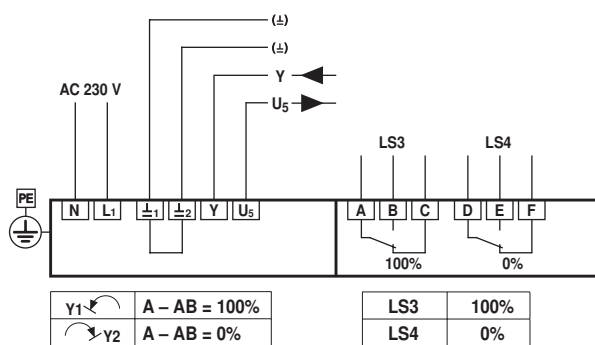 (⏊)
(⏊)
Y
U5
AC 230 V
LS3 LS4
PE
N L1 ⏊1 ⏊2 Y U5 A B C D E F
100% 0%
Y1 A – AB = 100%
Y2 A – AB = 0%
LS3 100%
LS4 0%